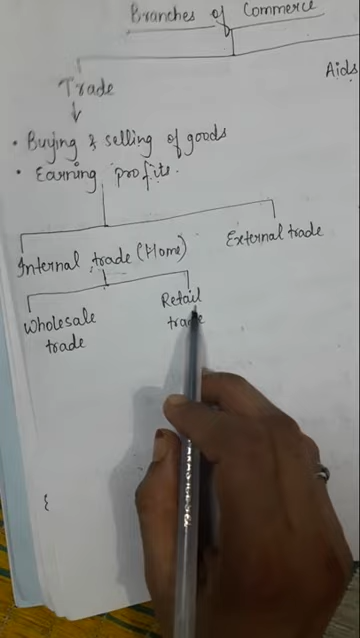 Branches of Commerce
Trade
Aids
• Buying & selling of goods
• Earning profits.
Internal trade (Home)
External trade
Wholesale
trade
Retail
trade